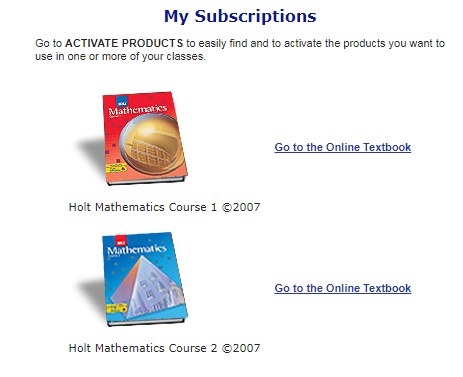 My Subscriptions
Go to ACTIVATE PRODUCTS to easily find and to activate the products you want to
use in one or more of your classes.
HOLT
Mathematics
Go to the Online Textbook
Holt Mathematics Course 1 ©2007
HOLT
Mathematics
Go to the Online Textbook
Holt Mathematics Course 2 ©2007